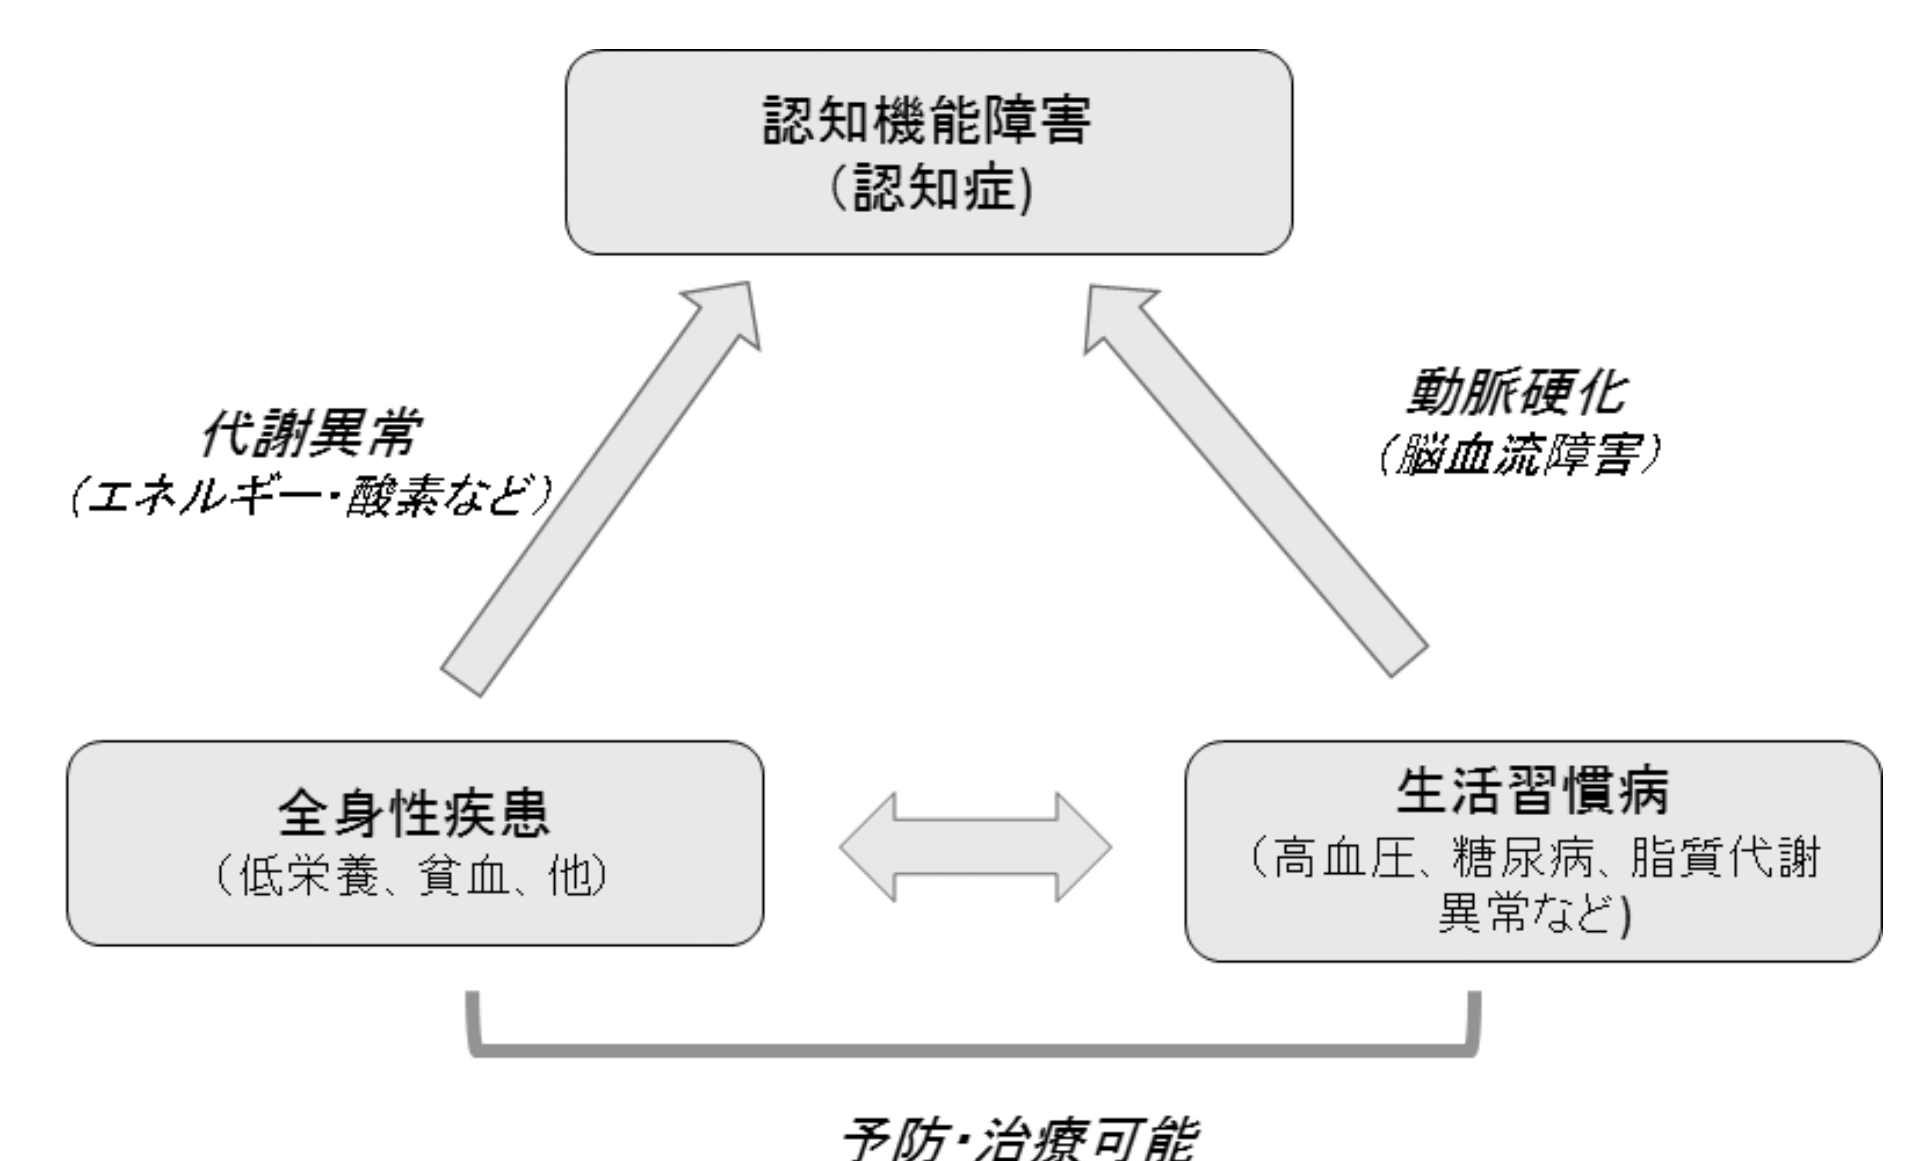 認知機能障害
（認知症)
動脈硬化
（脳血流障害）
代謝異常
（エネルギー・酸素など）
全身性疾患
（低栄養、貧血、他）
生活習慣病
（高血圧、糖尿病、脂質代謝
異常など)
予防・治療可能